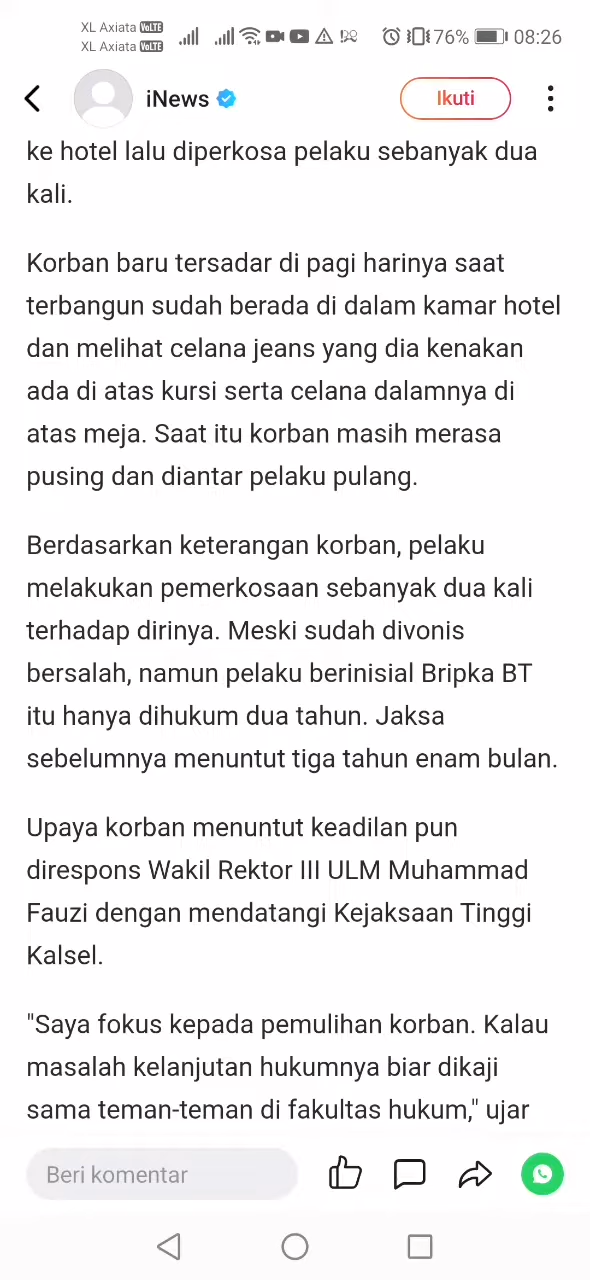 XL Axiata VoLTE
XL Axiata VoLTE
76% 08:26
iNews
Ikuti
ke hotel lalu diperkosa pelaku sebanyak dua
kali.
Korban baru tersadar di pagi harinya saat
terbangun sudah berada di dalam kamar hotel
dan melihat celana jeans yang dia kenakan
ada di atas kursi serta celana dalamnya di
atas meja. Saat itu korban masih merasa
pusing dan diantar pelaku pulang.
Berdasarkan keterangan korban, pelaku
melakukan pemerkosaan sebanyak dua kali
terhadap dirinya. Meski sudah divonis
bersalah, namun pelaku berinisial Bripka BT
itu hanya dihukum dua tahun. Jaksa
sebelumnya menuntut tiga tahun enam bulan.
Upaya korban menuntut keadilan pun
direspons Wakil Rektor III ULM Muhammad
Fauzi dengan mendatangi Kejaksaan Tinggi
Kalsel.
"Saya fokus kepada pemulihan korban. Kalau
masalah kelanjutan hukumnya biar dikaji
sama teman-teman di fakultas hukum," ujar
Beri komentar